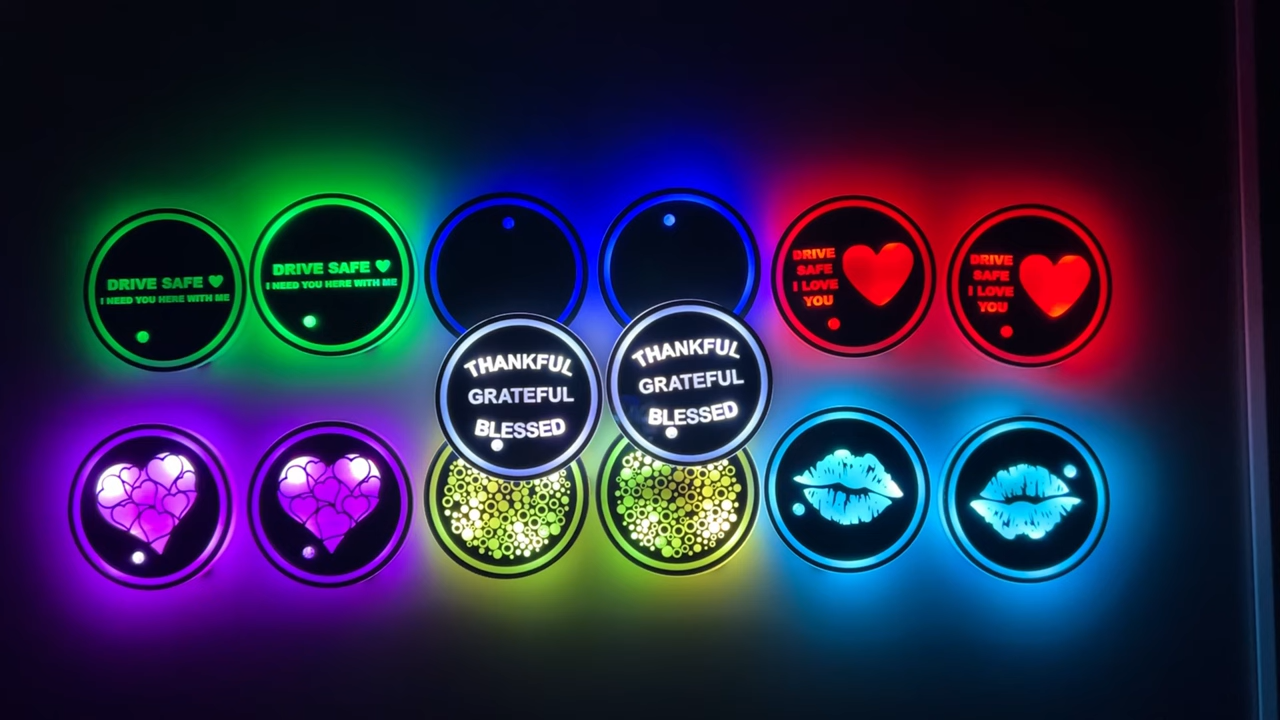 DRIVE SAFE
I NEED YOU HERE WITH ME
DRIVE SAFE
I NEED YOU HERE WITH ME
DRIVE
SAFE
I LOVE
YOU
DRIVE
SAFE
I LOVE
YOU
THANKFUL
GRATEFUL
BLESSED
THANKFUL
GRATEFUL
BLESSED